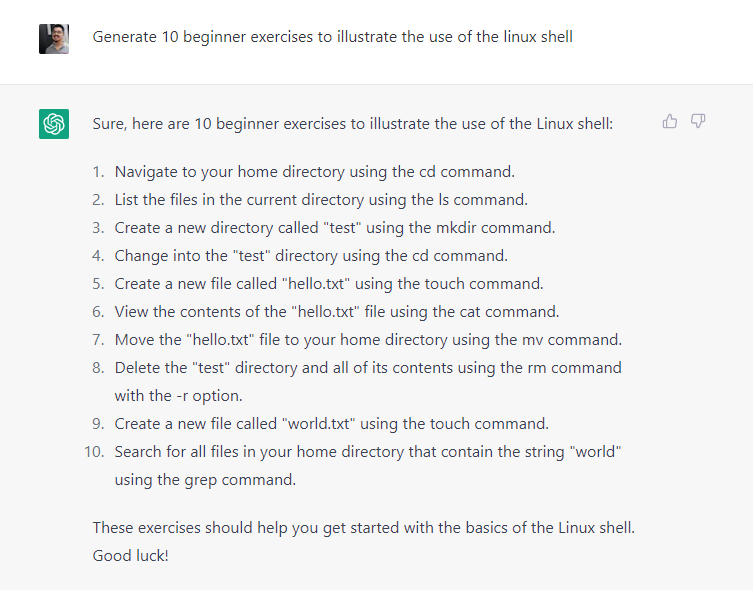 Generate 10 beginner exercises to illustrate the use of the linux shell
Sure, here are 10 beginner exercises to illustrate the use of the Linux shell:
1. Navigate to your home directory using the cd command.
2. List the files in the current directory using the ls command.
3. Create a new directory called "test" using the mkdir command.
4. Change into the "test" directory using the cd command.
5. Create a new file called "hello.txt" using the touch command.
6. View the contents of the "hello.txt" file using the cat command.
7. Move the "hello.txt" file to your home directory using the mv command.
8. Delete the "test" directory and all of its contents using the rm command
with the -r option.
9. Create a new file called "world.txt" using the touch command.
10. Search for all files in your home directory that contain the string "world"
using the grep command.
These exercises should help you get started with the basics of the Linux shell.
Good luck!